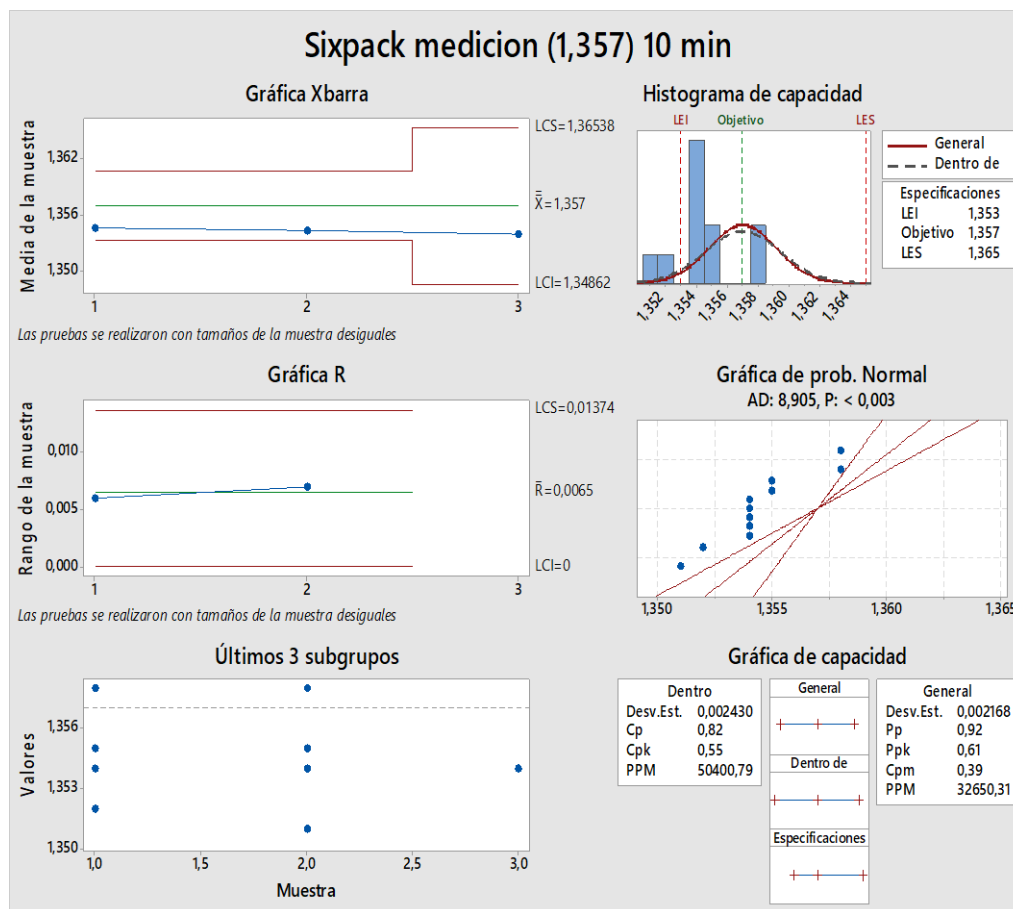 Sixpack medicion (1,357) 10 min
Gráfica Xbarra
Media de la muestra
1,362
1,356
1,350
1
2
3
LCS=1,36538
X=1,357
LCI=1,34862
Las pruebas se realizaron con tamaños de la muestra desiguales
Histograma de capacidad
LEI
Objetivo
LES
1,352
1,354
1,356
1,358
1,360
1,362
1,364
General
Dentro de
Especificaciones
LEI 1,353
Objetivo 1,357
LES 1,365
Gráfica R
Rango de la muestra
0,010
0,005
0,000
1
2
3
LCS=0,01374
R=0,0065
LCI=0
Las pruebas se realizaron con tamaños de la muestra desiguales
Gráfica de prob. Normal
AD: 8,905, P: < 0,003
1,350
1,355
1,360
1,365
Últimos 3 subgrupos
Valores
1,356
1,353
1,350
1,0
1,5
2,0
2,5
3,0
Muestra
Gráfica de capacidad
Dentro
Desv.Est. 0,002430
Cp 0,82
Cpk 0,55
PPM 50400,79
General
Dentro de
Especificaciones
General
Desv.Est. 0,002168
Pp 0,92
Ppk 0,61
Cpm 0,39
PPM 32650,31